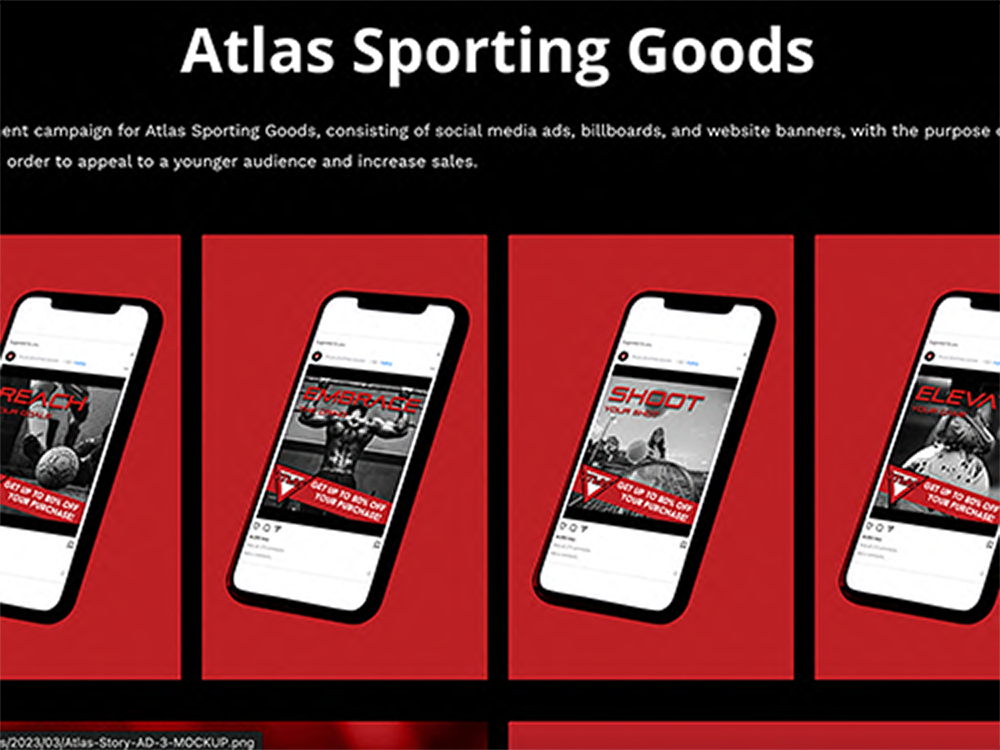 Atlas Sporting Goods
ent campaign for Atlas Sporting Goods, consisting of social media ads, billboards, and website banners, with the purpose
order to appeal to a younger audience and increase sales.
REACH
YOUR GOALS
GET UP TO 80% OFF
YOUR PURCHASE!
EMBRACE
GET UP TO 80% OFF
YOUR PURCHASE!
SHOOT
YOUR SHOT
GET UP TO 80% OFF
YOUR PURCHASE!
ELEVA
YOUR GAME
GET UP TO 80% OFF
YOUR PURCHASE!
s/2023/03/Atlas-Story-AD-3-MOCKUP.png